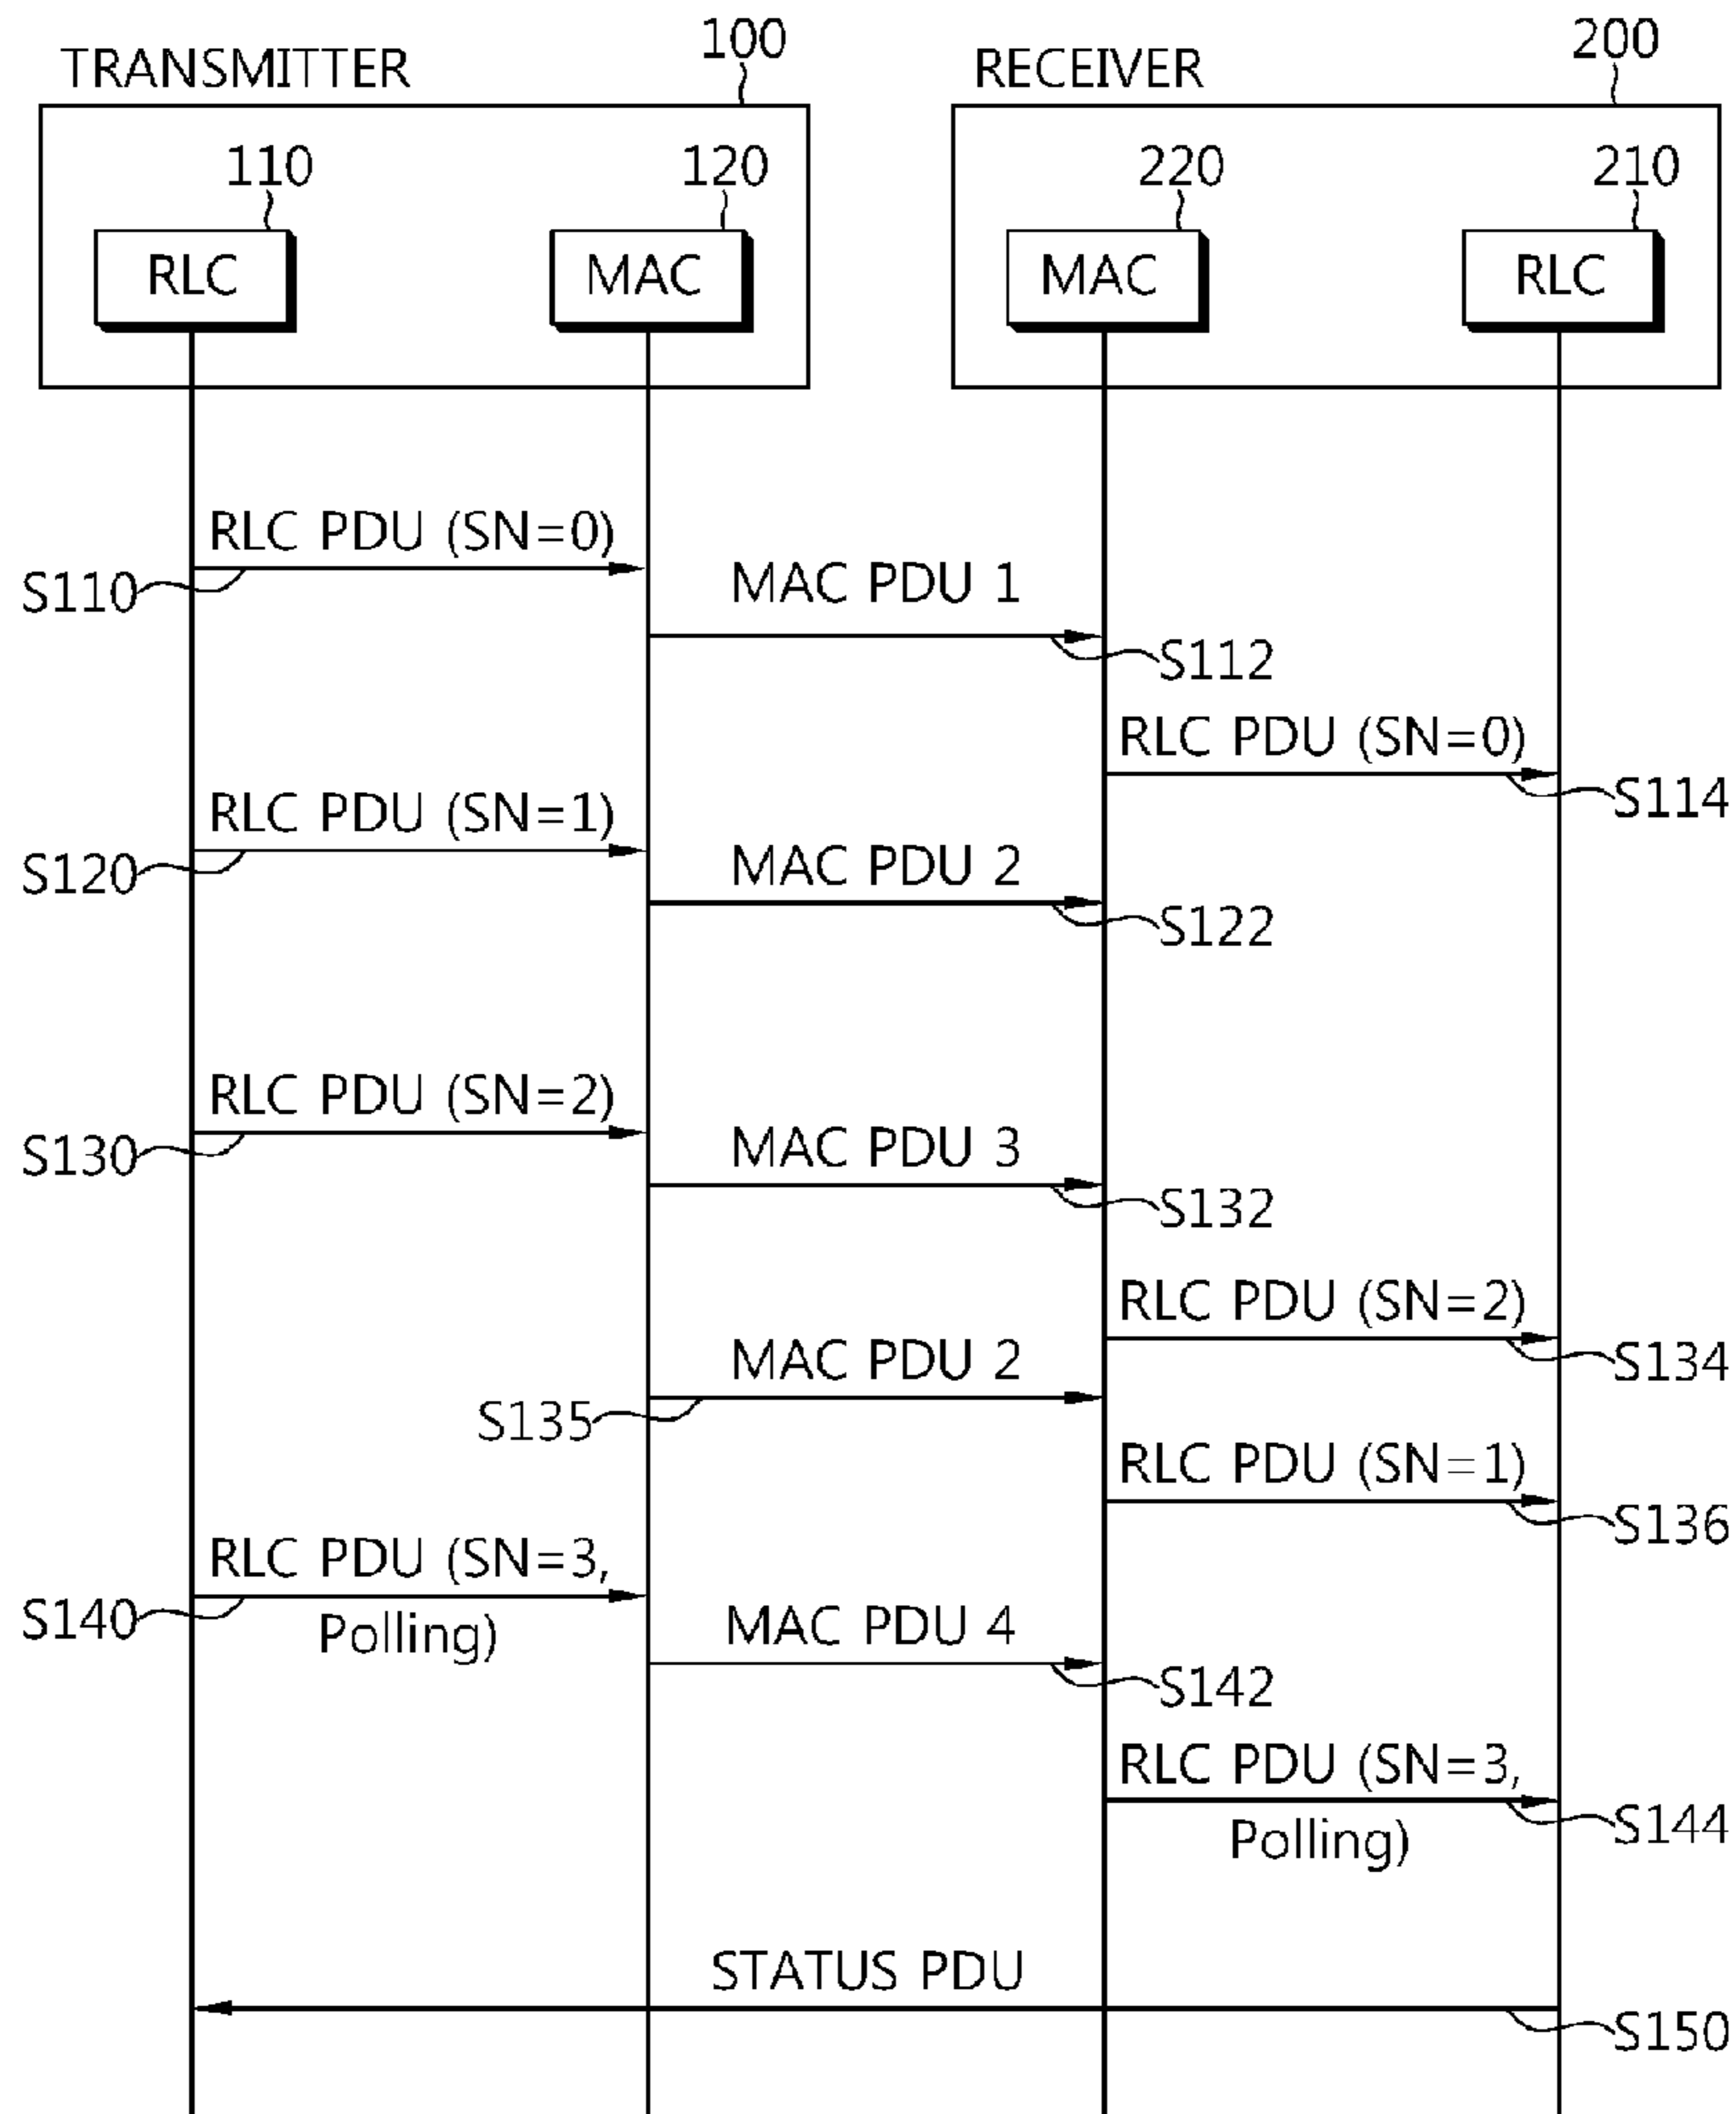 100
200
TRANSMITTER
RECEIVER
110
120
220
210
RLC
MAC
MAC
RLC
RLC PDU (SN=0)
S110
MAC PDU 1
S112
RLC PDU (SN=0)
S114
RLC PDU (SN=1)
S120
MAC PDU 2
S122
RLC PDU (SN=2)
S130
MAC PDU 3
S132
RLC PDU (SN=2)
S134
MAC PDU 2
S135
RLC PDU (SN=1)
S136
RLC PDU (SN=3,
Polling)
S140
MAC PDU 4
S142
RLC PDU (SN=3,
Polling)
S144
STATUS PDU
S150